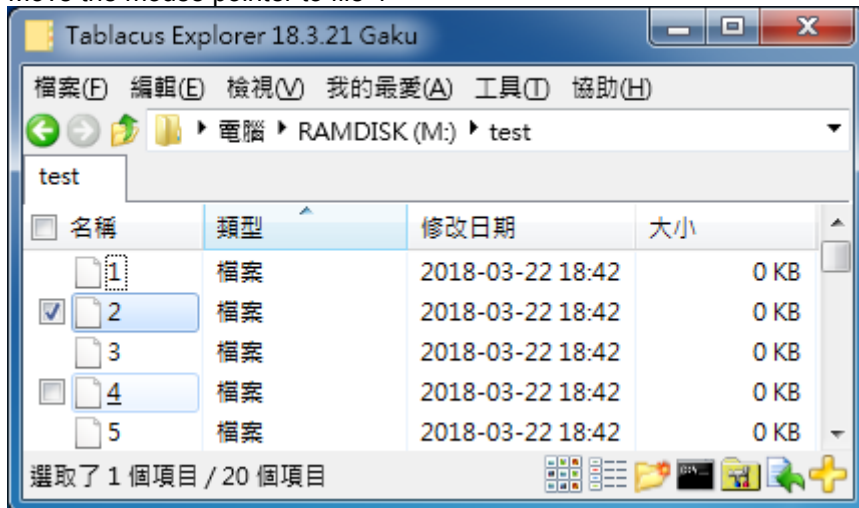 Tablacus Explorer 18.3.21 Gaku
檔案(F) 編輯(E) 檢視(V) 我的最愛(A) 工具(T) 協助(H)
電腦 RAMDISK (M:) test
test
名稱 類型 修改日期 大小
1 檔案 2018-03-22 18:42 0 KB
2 檔案 2018-03-22 18:42 0 KB
3 檔案 2018-03-22 18:42 0 KB
4 檔案 2018-03-22 18:42 0 KB
5 檔案 2018-03-22 18:42 0 KB
選取了 1 個項目 / 20 個項目